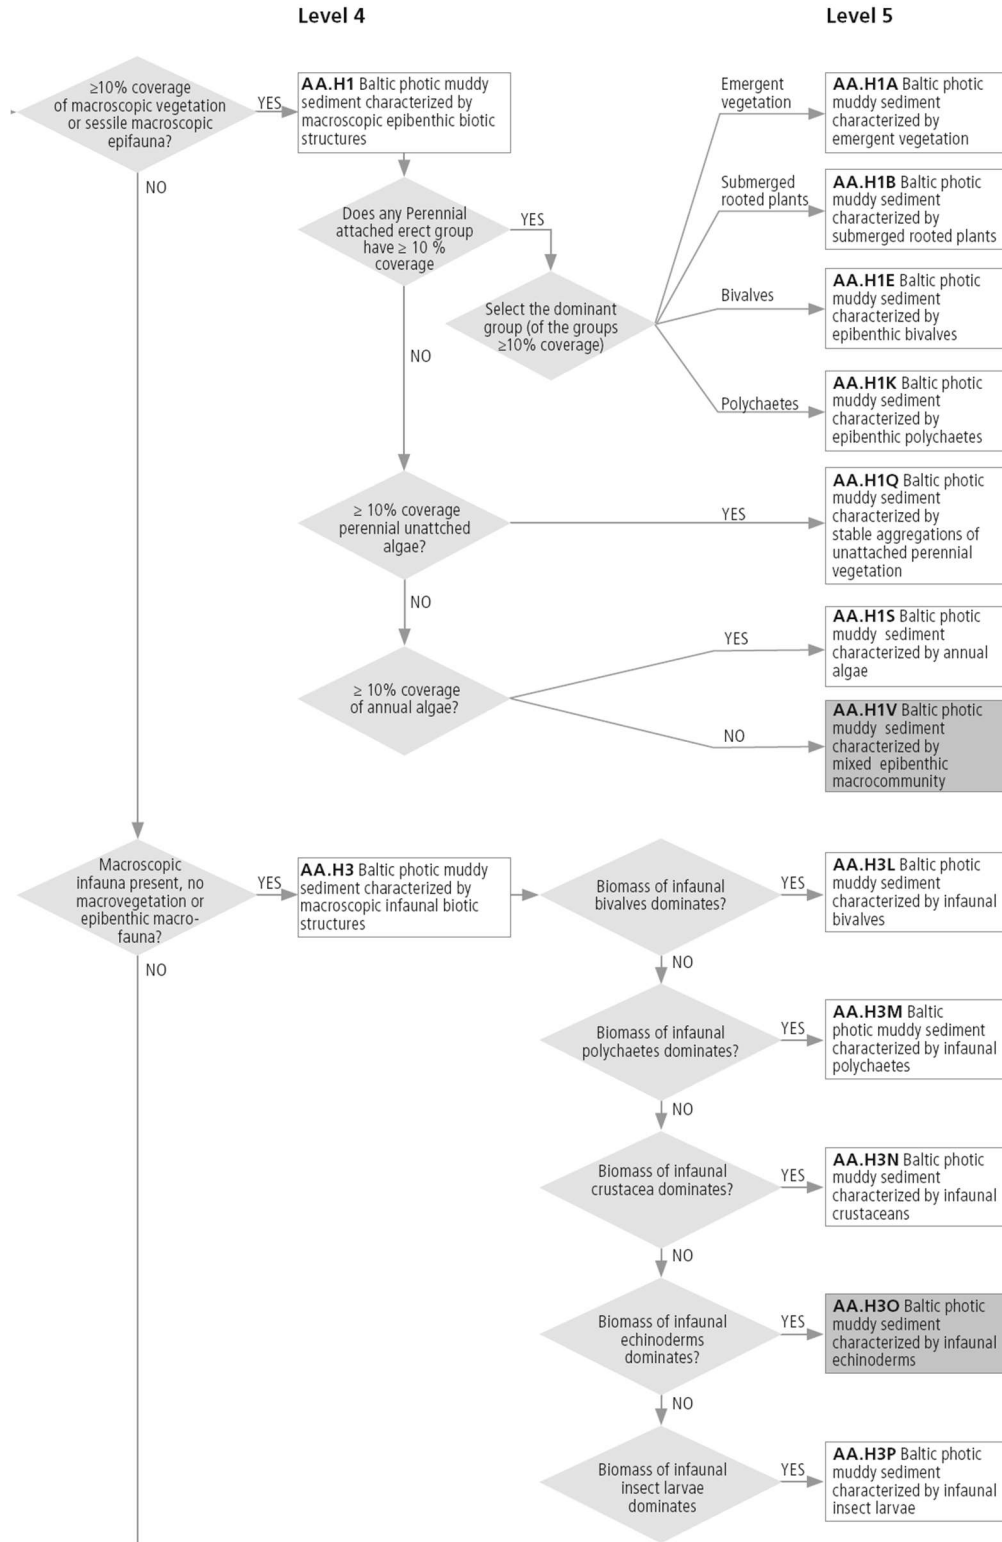 Level 4
Level 5
≥10% coverage
of macroscopic vegetation
or sessile macroscopic
epifauna?
YES
NO
AA.H1 Baltic photic muddy
sediment characterized by
macroscopic epibenthic biotic
structures
Does any Perennial
attached erect group
have ≥ 10 %
coverage
YES
NO
Select the dominant
group (of the groups
≥10% coverage)
Emergent
vegetation
AA.H1A Baltic photic
muddy sediment
characterized by
emergent vegetation
Submerged
rooted plants
AA.H1B Baltic photic
muddy sediment
characterized by
submerged rooted plants
Bivalves
AA.H1E Baltic photic
muddy sediment
characterized by
epibenthic bivalves
Polychaetes
AA.H1K Baltic photic
muddy sediment
characterized by
epibenthic polychaetes
≥ 10% coverage
perennial unattched
algae?
YES
NO
AA.H1Q Baltic photic
muddy sediment
characterized by
stable aggregations of
unattached perennial
vegetation
≥ 10% coverage
of annual algae?
YES
AA.H1S Baltic photic
muddy sediment
characterized by annual
algae
NO
AA.H1V Baltic photic
muddy sediment
characterized by
mixed epibenthic
macrocommunity
Macroscopic
infauna present, no
macrovegetation or
epibenthic macro-
fauna?
YES
NO
AA.H3 Baltic photic muddy
sediment characterized by
macroscopic infaunal biotic
structures
Biomass of infaunal
bivalves dominates?
YES
NO
AA.H3L Baltic photic
muddy sediment
characterized by infaunal
bivalves
Biomass of infaunal
polychaetes dominates?
YES
NO
AA.H3M Baltic
photic muddy sediment
characterized by infaunal
polychaetes
Biomass of infaunal
crustacea dominates?
YES
NO
AA.H3N Baltic photic
muddy sediment
characterized by infaunal
crustaceans
Biomass of infaunal
echinoderms
dominates?
YES
NO
AA.H3O Baltic photic
muddy sediment
characterized by infaunal
echinoderms
Biomass of infaunal
insect larvae
dominates
YES
AA.H3P Baltic photic
muddy sediment
characterized by infaunal
insect larvae